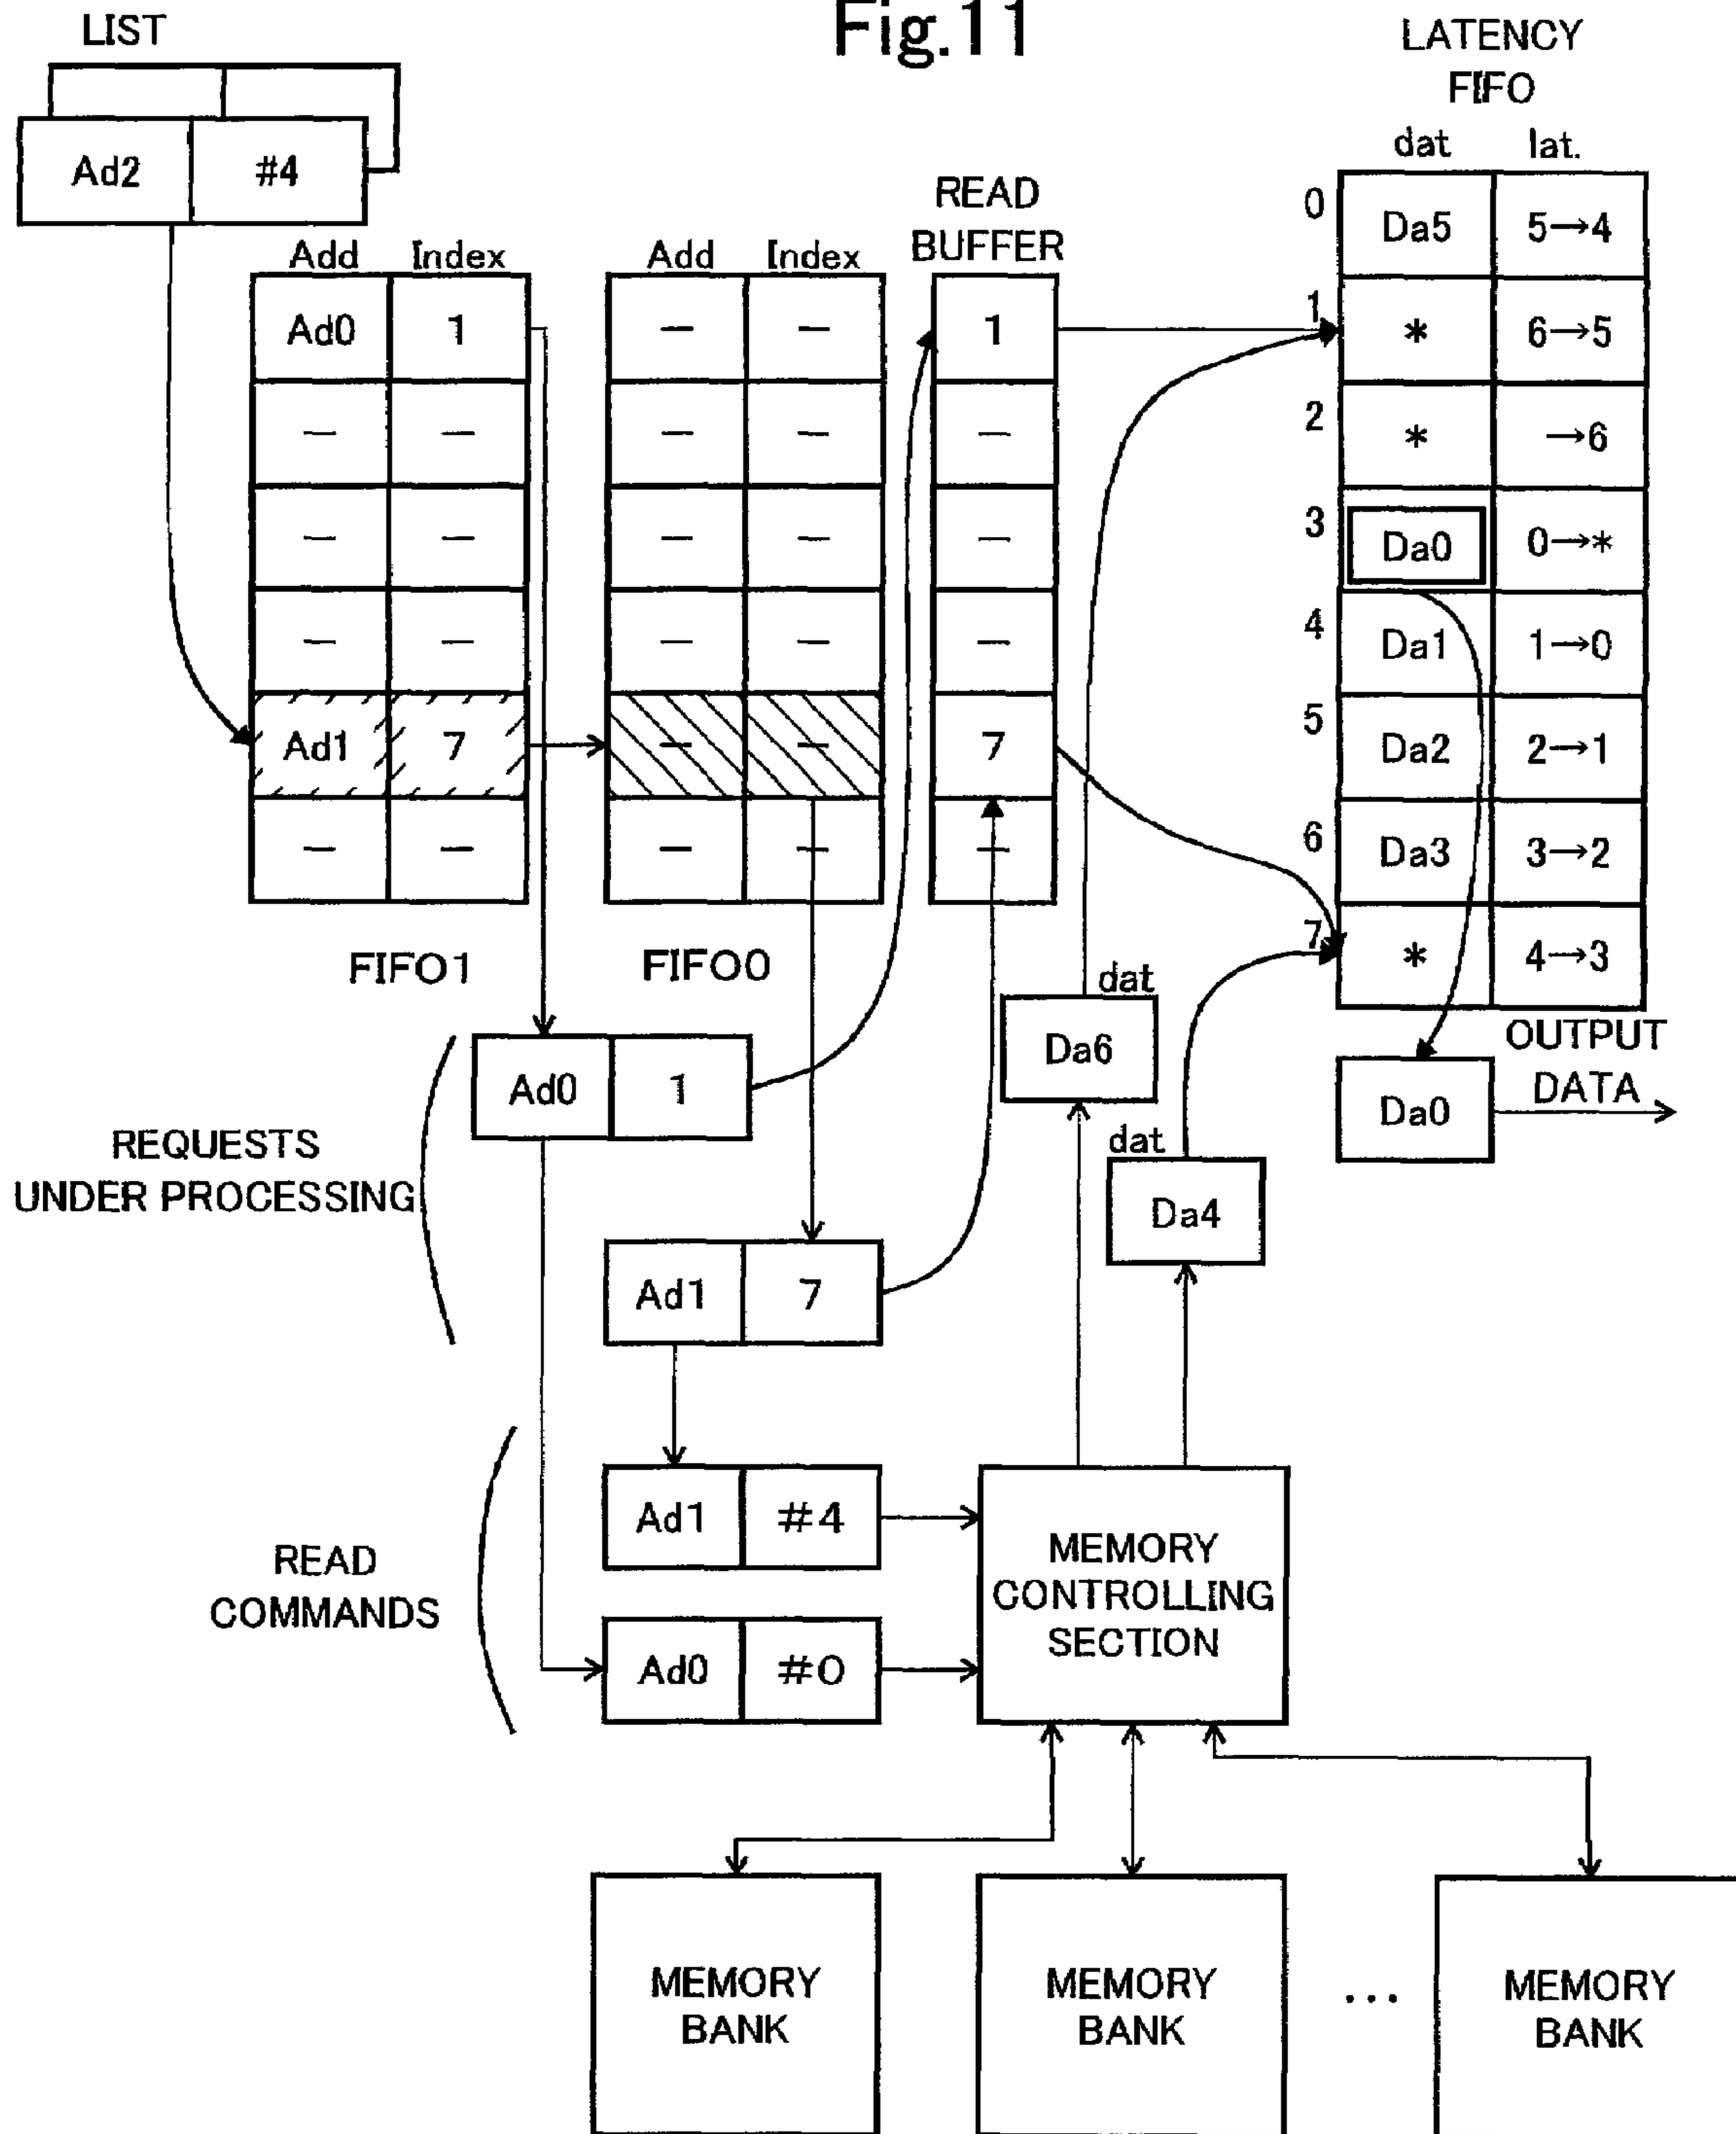 Fig.11
LIST
Ad2 #4
Add Index
Ad0 1
— —
— —
— —
Ad1 7
— —
FIFO1
Add Index
— —
— —
— —
— —
— —
— —
FIFO0
READ
BUFFER
1
—
—
—
7
—
LATENCY
FIFO
dat lat.
0 Da5 5→4
1 * 6→5
2 * →6
3 Da0 0→*
4 Da1 1→0
5 Da2 2→1
6 Da3 3→2
7 * 4→3
REQUESTS
UNDER PROCESSING
Ad0 1
Ad1 7
dat
Da6
dat
Da4
Da0
OUTPUT
DATA
READ
COMMANDS
Ad1 #4
Ad0 #0
MEMORY
CONTROLLING
SECTION
MEMORY
BANK
MEMORY
BANK
...
MEMORY
BANK